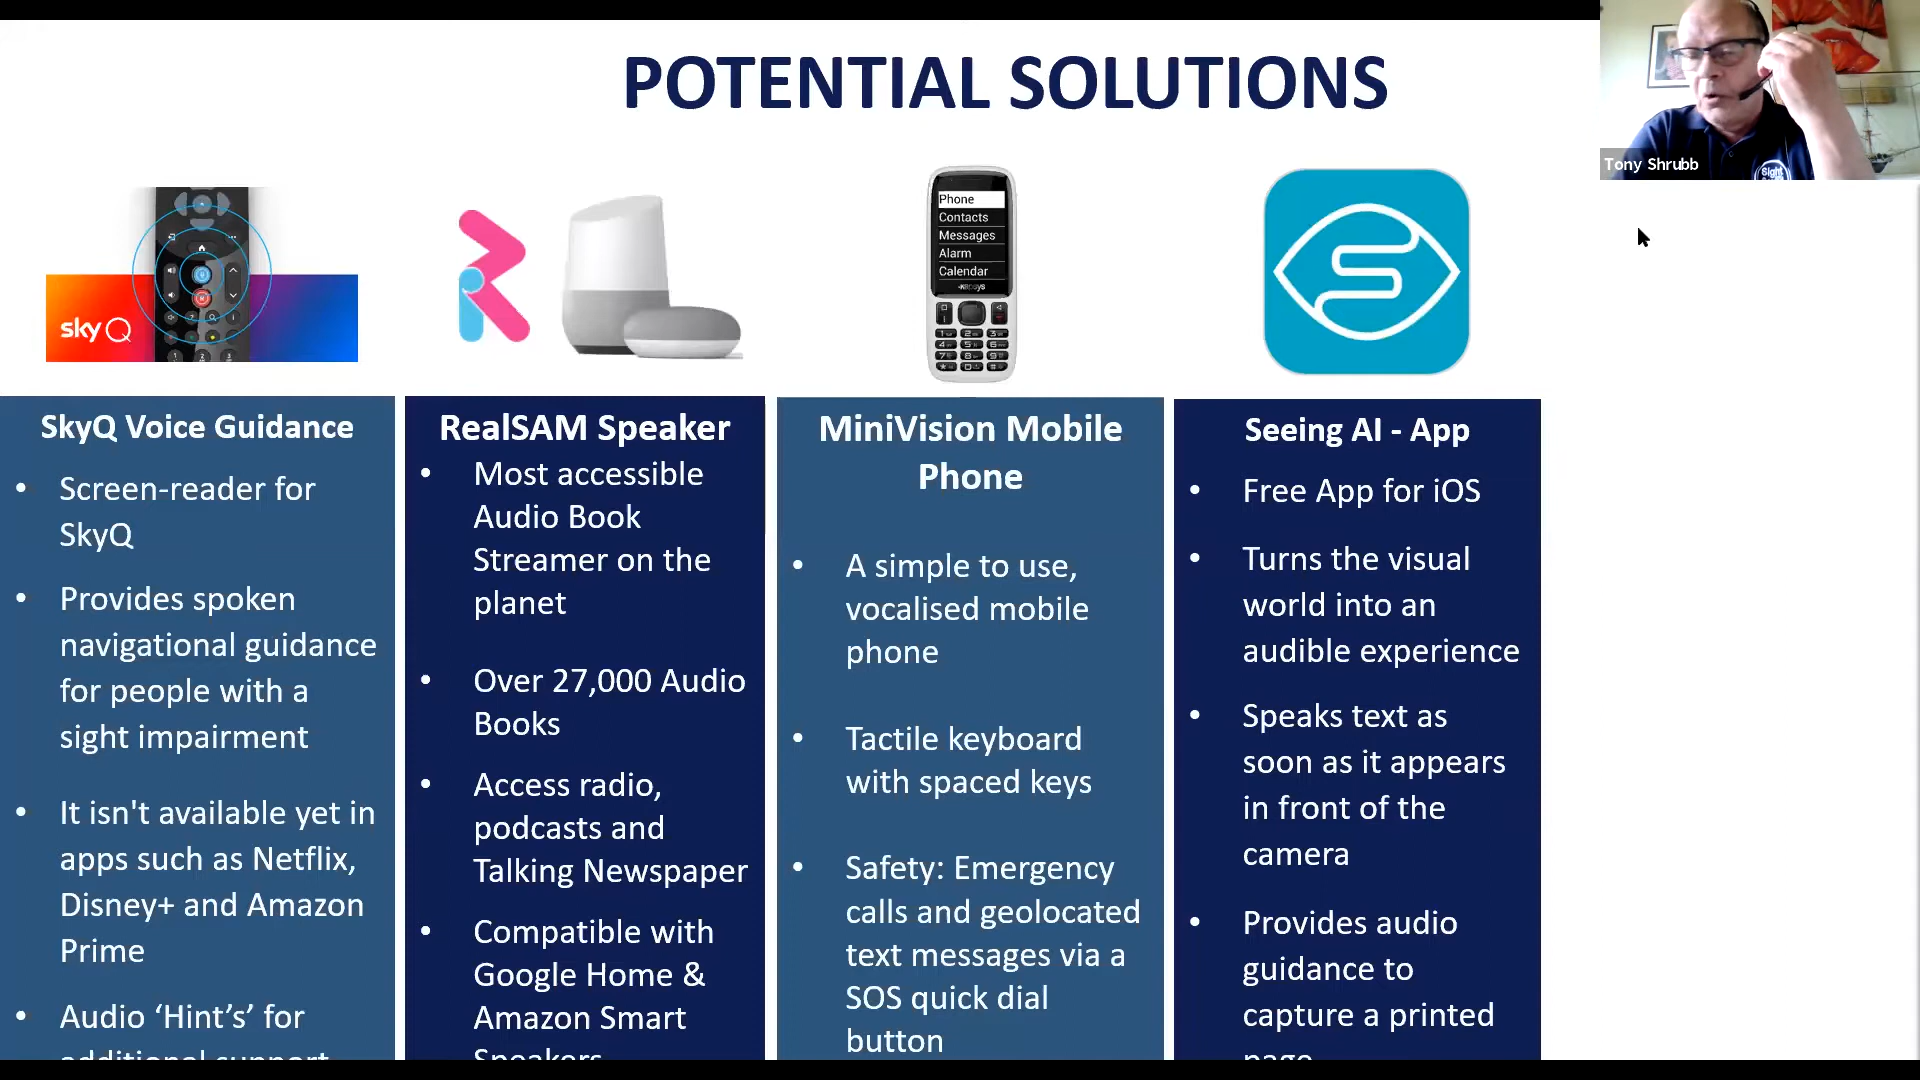 POTENTIAL SOLUTIONS
Tony Shrubb
Sight
sky Q
Phone
Contacts
Messages
Alarm
Calendar
SkyQ Voice Guidance
• Screen-reader for
SkyQ
• Provides spoken
navigational guidance
for people with a
sight impairment
• It isn't available yet in
apps such as Netflix,
Disney+ and Amazon
Prime
• Audio ‘Hint’s’ for
additional support
RealSAM Speaker
• Most accessible
Audio Book
Streamer on the
planet
• Over 27,000 Audio
Books
• Access radio,
podcasts and
Talking Newspaper
• Compatible with
Google Home &
Amazon Smart
Speakers
MiniVision Mobile
Phone
• A simple to use,
vocalised mobile
phone
• Tactile keyboard
with spaced keys
• Safety: Emergency
calls and geolocated
text messages via a
SOS quick dial
button
Seeing AI - App
• Free App for iOS
• Turns the visual
world into an
audible experience
• Speaks text as
soon as it appears
in front of the
camera
• Provides audio
guidance to
capture a printed
page